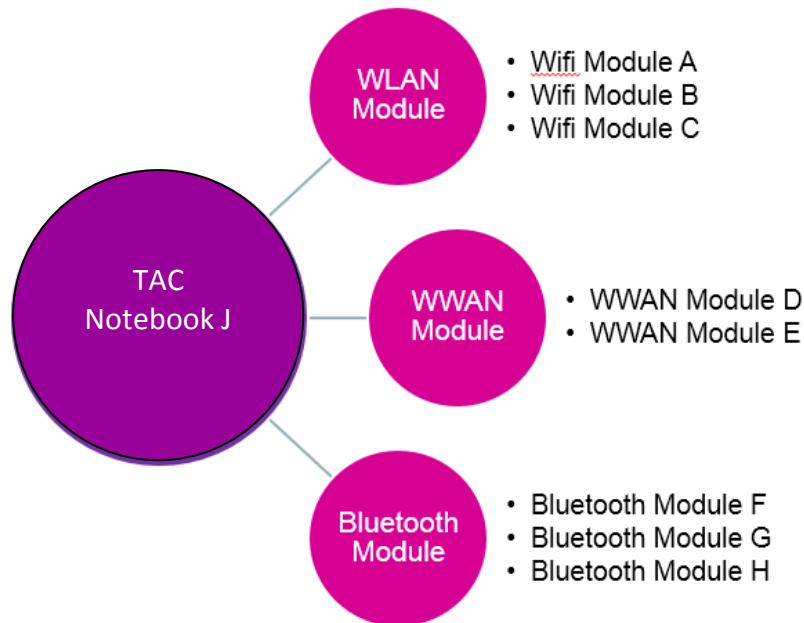 WLAN
Module
• Wifi Module A
• Wifi Module B
• Wifi Module C
TAC
Notebook J
WWAN
Module
• WWAN Module D
• WWAN Module E
Bluetooth
Module
• Bluetooth Module F
• Bluetooth Module G
• Bluetooth Module H